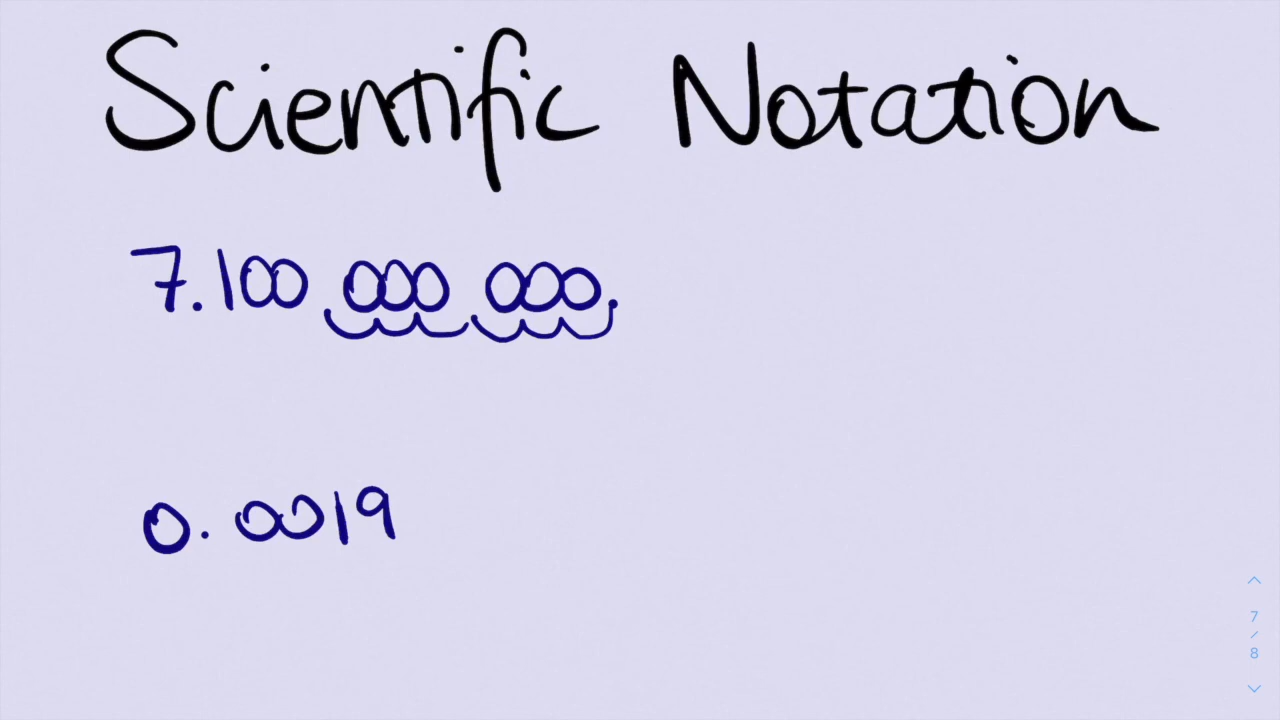 Scientific Notation
7.100 000 000.
0.0019
7
/
8